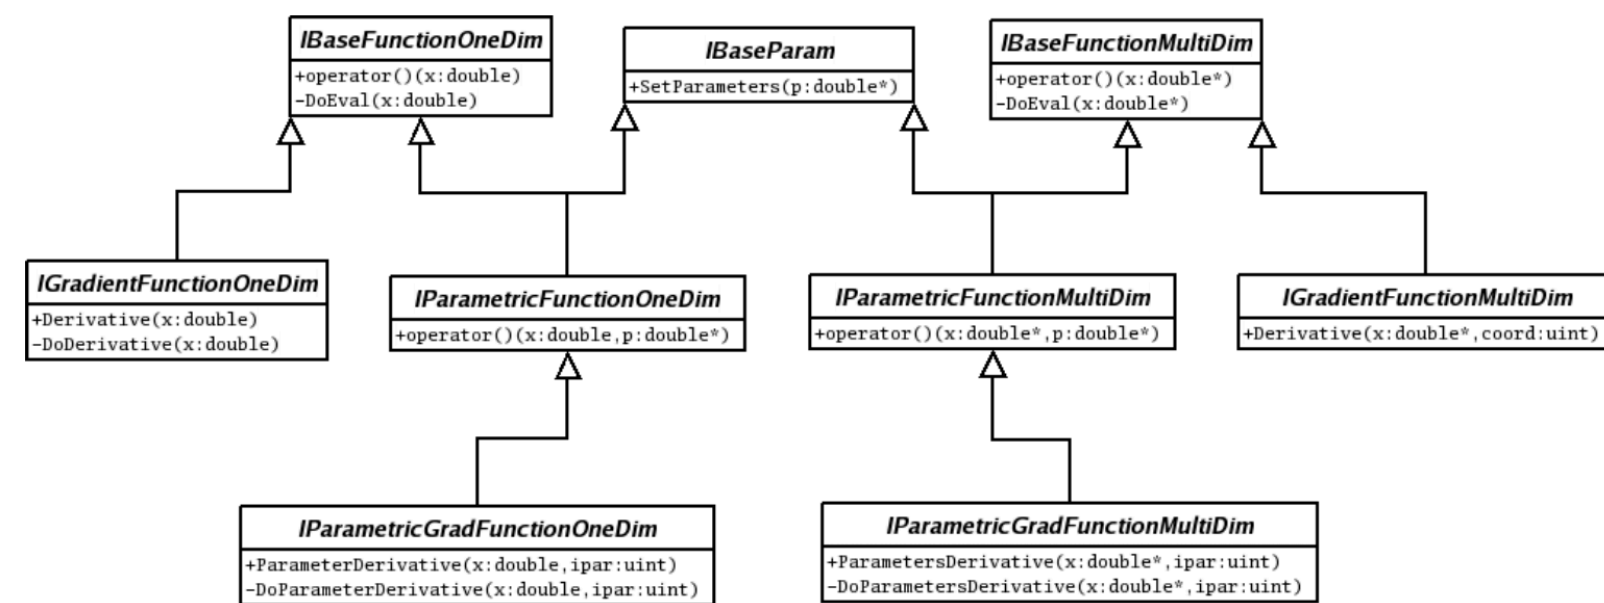 IBaseFunctionOneDim
+operator()(x:double)
-DoEval(x:double)
IBaseParam
+SetParameters(p:double*)
IBaseFunctionMultiDim
+operator()(x:double*)
-DoEval(x:double*)
IGradientFunctionOneDim
+Derivative(x:double)
-DoDerivative(x:double)
IParametricFunctionOneDim
+operator()(x:double,p:double*)
IParametricFunctionMultiDim
+operator()(x:double*,p:double*)
IGradientFunctionMultiDim
+Derivative(x:double*,coord:uint)
IParametricGradFunctionOneDim
+ParameterDerivative(x:double,ipar:uint)
-DoParameterDerivative(x:double,ipar:uint)
IParametricGradFunctionMultiDim
+ParametersDerivative(x:double*,ipar:uint)
-DoParametersDerivative(x:double*,ipar:uint)